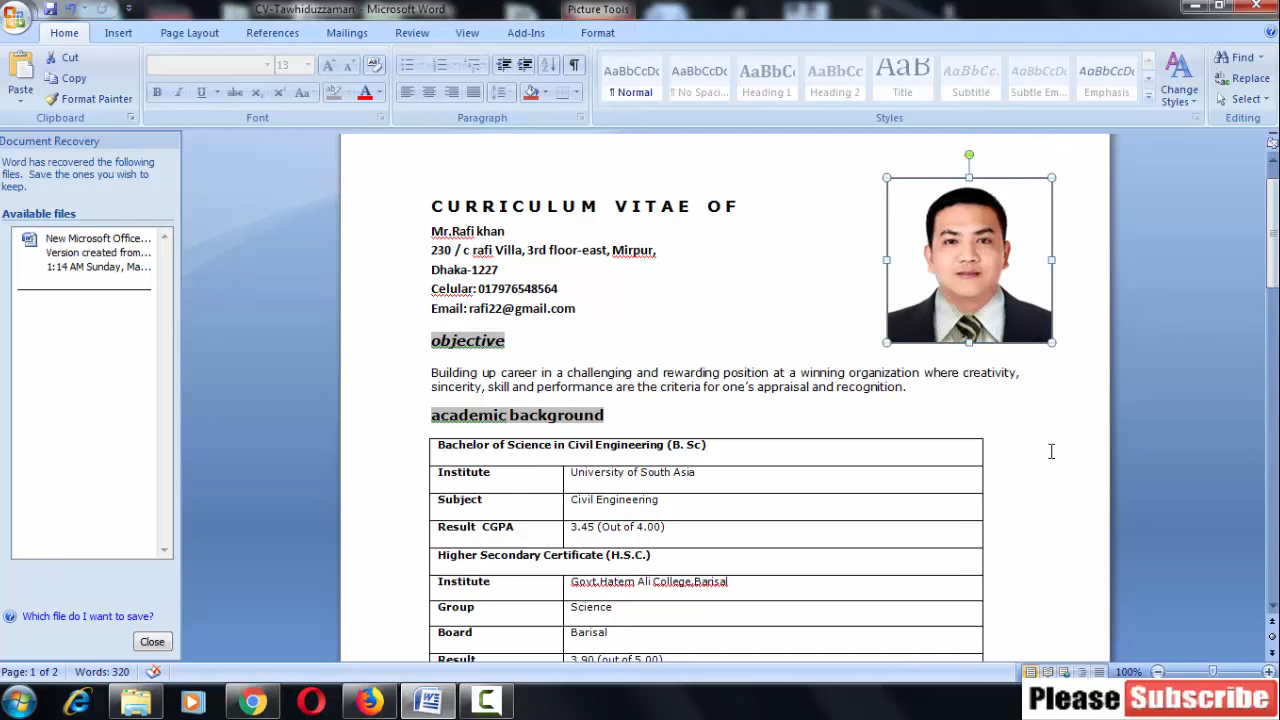 CV-Tawhiduzzaman - Microsoft Word
Picture Tools
Home Insert Page Layout References Mailings Review View Add-Ins Format
Paste
Cut
Copy
Format Painter
Clipboard
13
Font
Paragraph
AaBbCcDc AaBbCcDc AaBbC AaBbCc AaB AaBbCc. AaBbCcDc AaBbCcDc
¶ Normal ¶ No Spaci... Heading 1 Heading 2 Title Subtitle Subtle Em... Emphasis
Styles
Change
Styles
Find
Replace
Select
Editing
Document Recovery
Word has recovered the following
files. Save the ones you wish to
keep.
Available files
New Microsoft Office...
Version created from...
1:14 AM Sunday, Ma...
Which file do I want to save?
Close
CURRICULUM VITAE OF
Mr.Rafi khan
230 / c rafi Villa, 3rd floor-east, Mirpur,
Dhaka-1227
Celular: 017976548564
Email: rafi22@gmail.com
objective
Building up career in a challenging and rewarding position at a winning organization where creativity,
sincerity, skill and performance are the criteria for one’s appraisal and recognition.
academic background
Bachelor of Science in Civil Engineering (B. Sc)
Institute University of South Asia
Subject Civil Engineering
Result CGPA 3.45 (Out of 4.00)
Higher Secondary Certificate (H.S.C.)
Institute Govt.Hatem Ali College,Barisal
Group Science
Board Barisal
Result 3.90 (out of 5.00)
Page: 1 of 2 Words: 320 100%
Please Subscribe